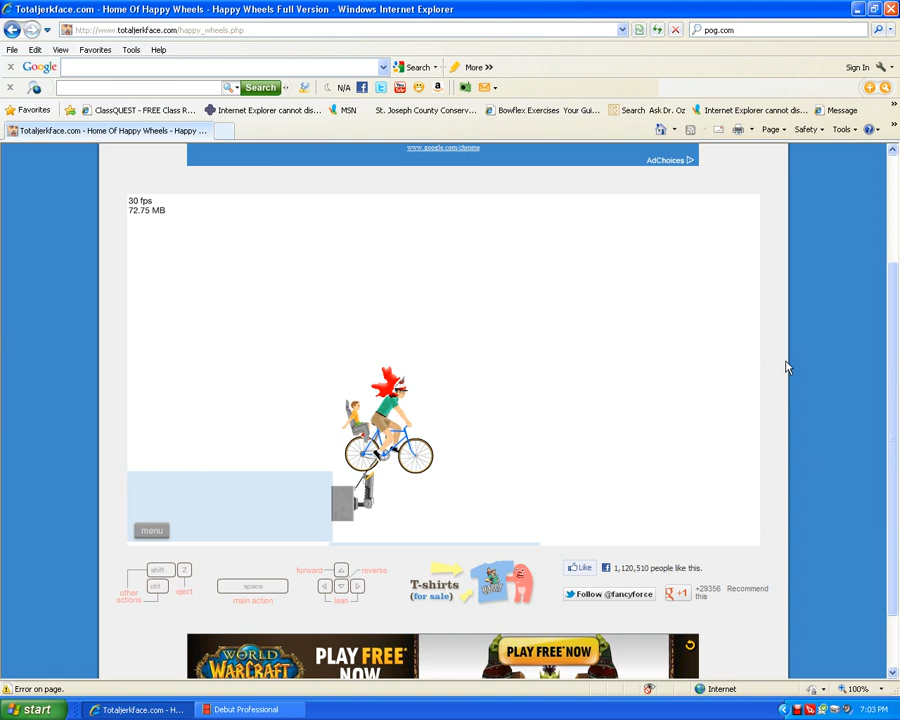 Totaljerkface.com - Home Of Happy Wheels - Happy Wheels Full Version - Windows Internet Explorer
http://www.totaljerkface.com/happy_wheels.php
pog.com
File Edit View Favorites Tools Help
Google Search More >> Sign In
Search N/A
Favorites ClassQUEST - FREE Class R... Internet Explorer cannot dis... MSN St. Joseph County Conserv... Bowflex Exercises Your Gui... Search Ask Dr. Oz Internet Explorer cannot dis... Message
Totaljerkface.com - Home Of Happy Wheels - Happy ... Page Safety Tools
www.google.com/chrome
AdChoices
30 fps
72.75 MB
menu
shift Z
eject
ctrl
other
actions
space
main action
forward
reverse
lean
T-shirts
(for sale)
Like 1,120,510 people like this.
Follow @fancyforce
+1 +29356 Recommend this
WORLD
WARCRAFT
PLAY FREE*
NOW
PLAY FREE*NOW
Error on page. Internet 100%
start Totaljerkface.com - H... Debut Professional 7:03 PM